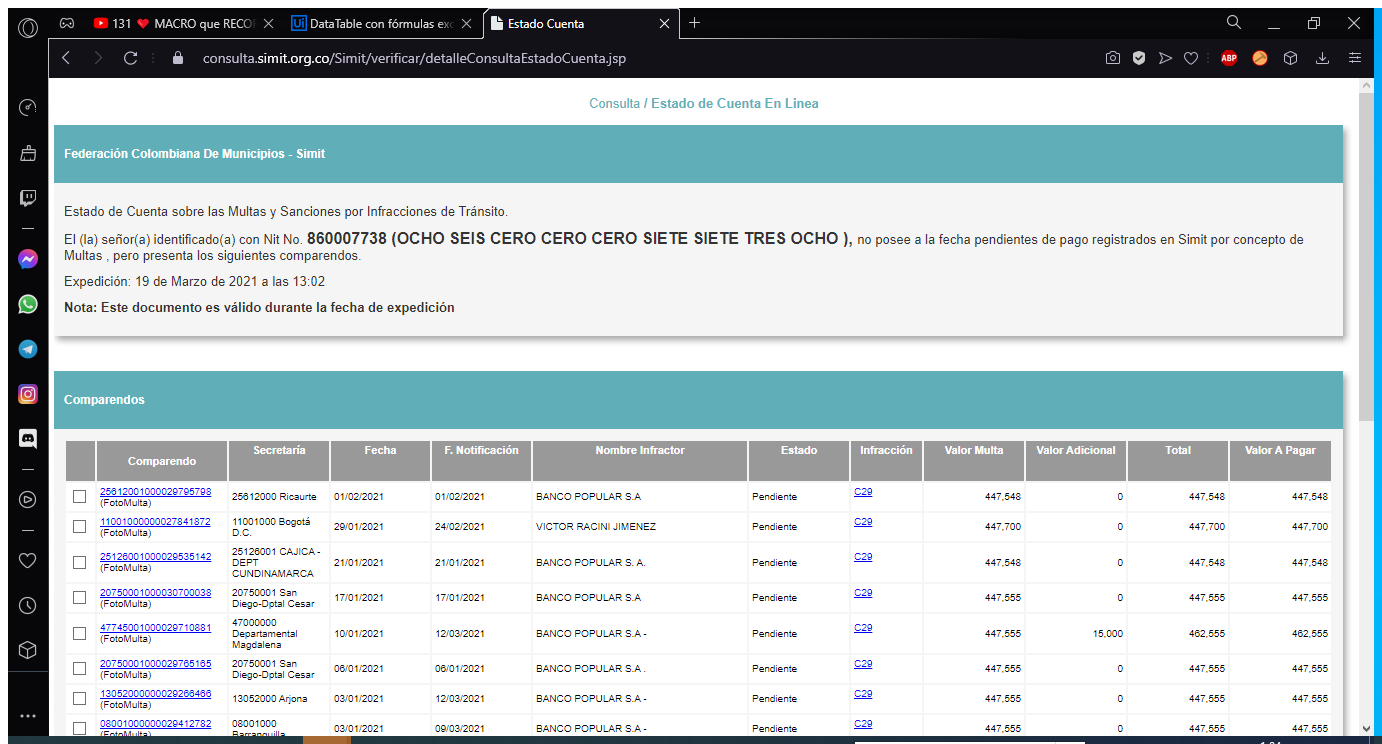 131 ❤ MACRO que RECO
DataTable con fórmulas exc
Estado Cuenta
consulta.simit.org.co/Simit/verificar/detalleConsultaEstadoCuenta.jsp
ABP
Consulta / Estado de Cuenta En Linea
Federación Colombiana De Municipios - Simit
Estado de Cuenta sobre las Multas y Sanciones por Infracciones de Tránsito.
El (la) señor(a) identificado(a) con Nit No. 860007738 (OCHO SEIS CERO CERO CERO SIETE SIETE TRES OCHO ), no posee a la fecha pendientes de pago registrados en Simit por concepto de
Multas , pero presenta los siguientes comparendos.
Expedición: 19 de Marzo de 2021 a las 13:02
Nota: Este documento es válido durante la fecha de expedición
Comparendos
Comparendo Secretaría Fecha F. Notificación Nombre Infractor Estado Infracción Valor Multa Valor Adicional Total Valor A Pagar
25612001000029795798
(FotoMulta) 25612000 Ricaurte 01/02/2021 01/02/2021 BANCO POPULAR S.A Pendiente C29 447,548 0 447,548 447,548
11001000000027841872 11001000 Bogotá
(FotoMulta) D.C. 29/01/2021 24/02/2021 VICTOR RACINI JIMENEZ Pendiente C29 447,700 0 447,700 447,700
25126001000029535142 25126001 CAJICA -
(FotoMulta) DEPT 21/01/2021 21/01/2021 BANCO POPULAR S. A. Pendiente C29 447,548 0 447,548 447,548
CUNDINAMARCA
20750001000030700038 20750001 San
(FotoMulta) Diego-Dptal Cesar 17/01/2021 17/01/2021 BANCO POPULAR S.A Pendiente C29 447,555 0 447,555 447,555
47745001000029710881 47000000
(FotoMulta) Departamental 10/01/2021 12/03/2021 BANCO POPULAR S.A - Pendiente C29 447,555 15,000 462,555 462,555
Magdalena
20750001000029765165 20750001 San
(FotoMulta) Diego-Dptal Cesar 06/01/2021 06/01/2021 BANCO POPULAR S.A . Pendiente C29 447,555 0 447,555 447,555
13052000000029266466
(FotoMulta) 13052000 Arjona 03/01/2021 12/03/2021 BANCO POPULAR S.A - Pendiente C29 447,555 0 447,555 447,555
08001000000029412782 08001000
(FotoMulta) Barranquilla 03/01/2021 09/03/2021 BANCO POPULAR S.A - Pendiente C29 447,555 0 447,555 447,555